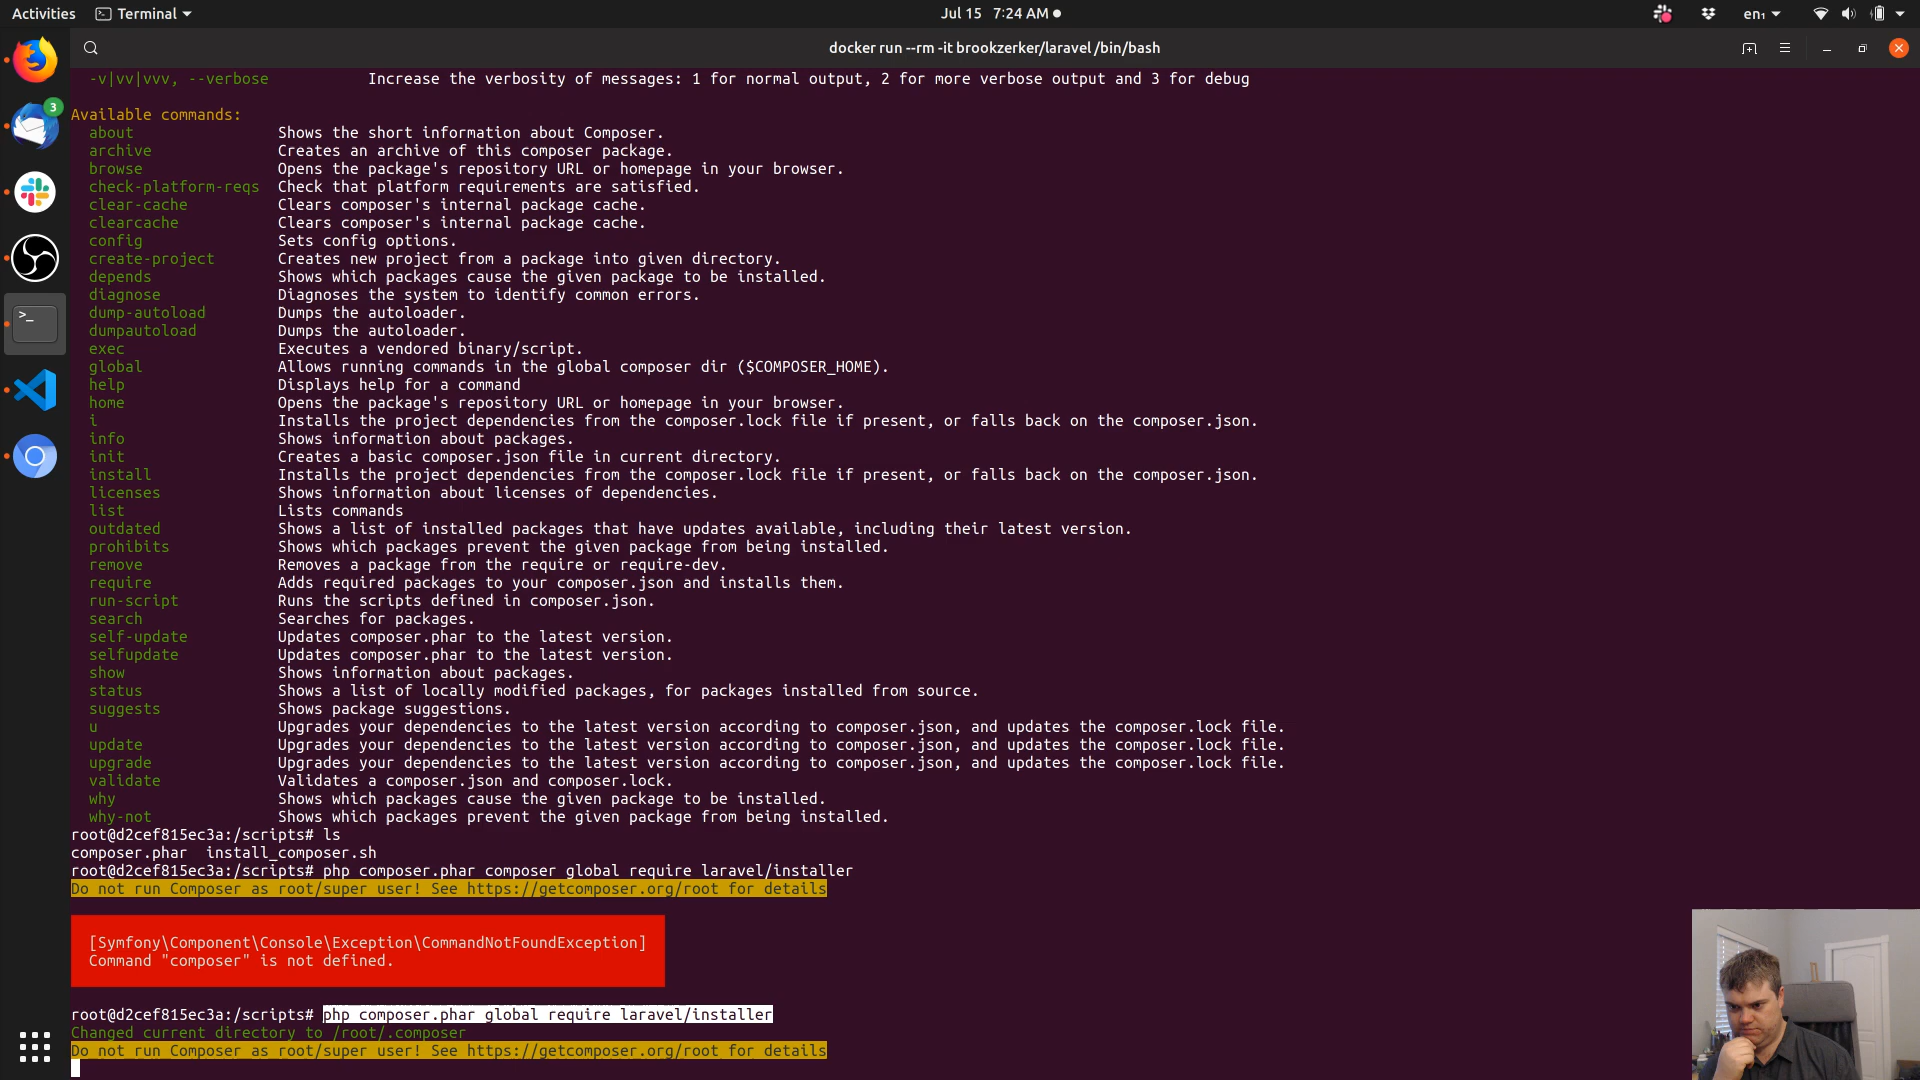 Activities
Terminal
Jul 15 7:24 AM
en₁
docker run --rm -it brookzerker/laravel /bin/bash
3
-v|vv|vvv, --verbose Increase the verbosity of messages: 1 for normal output, 2 for more verbose output and 3 for debug
Available commands:
about Shows the short information about Composer.
archive Creates an archive of this composer package.
browse Opens the package's repository URL or homepage in your browser.
check-platform-reqs Check that platform requirements are satisfied.
clear-cache Clears composer's internal package cache.
clearcache Clears composer's internal package cache.
config Sets config options.
create-project Creates new project from a package into given directory.
depends Shows which packages cause the given package to be installed.
diagnose Diagnoses the system to identify common errors.
dump-autoload Dumps the autoloader.
dumpautoload Dumps the autoloader.
exec Executes a vendored binary/script.
global Allows running commands in the global composer dir ($COMPOSER_HOME).
help Displays help for a command
home Opens the package's repository URL or homepage in your browser.
i Installs the project dependencies from the composer.lock file if present, or falls back on the composer.json.
info Shows information about packages.
init Creates a basic composer.json file in current directory.
install Installs the project dependencies from the composer.lock file if present, or falls back on the composer.json.
licenses Shows information about licenses of dependencies.
list Lists commands
outdated Shows a list of installed packages that have updates available, including their latest version.
prohibits Shows which packages prevent the given package from being installed.
remove Removes a package from the require or require-dev.
require Adds required packages to your composer.json and installs them.
run-script Runs the scripts defined in composer.json.
search Searches for packages.
self-update Updates composer.phar to the latest version.
selfupdate Updates composer.phar to the latest version.
show Shows information about packages.
status Shows a list of locally modified packages, for packages installed from source.
suggests Shows package suggestions.
u Upgrades your dependencies to the latest version according to composer.json, and updates the composer.lock file.
update Upgrades your dependencies to the latest version according to composer.json, and updates the composer.lock file.
upgrade Upgrades your dependencies to the latest version according to composer.json, and updates the composer.lock file.
validate Validates a composer.json and composer.lock.
why Shows which packages cause the given package to be installed.
why-not Shows which packages prevent the given package from being installed.
root@d2cef815ec3a:/scripts# ls
composer.phar install_composer.sh
root@d2cef815ec3a:/scripts# php composer.phar composer global require laravel/installer
Do not run Composer as root/super user! See https://getcomposer.org/root for details
[Symfony\Component\Console\Exception\CommandNotFoundException]
Command "composer" is not defined.
root@d2cef815ec3a:/scripts# php composer.phar global require laravel/installer
Changed current directory to /root/.composer
Do not run Composer as root/super user! See https://getcomposer.org/root for details